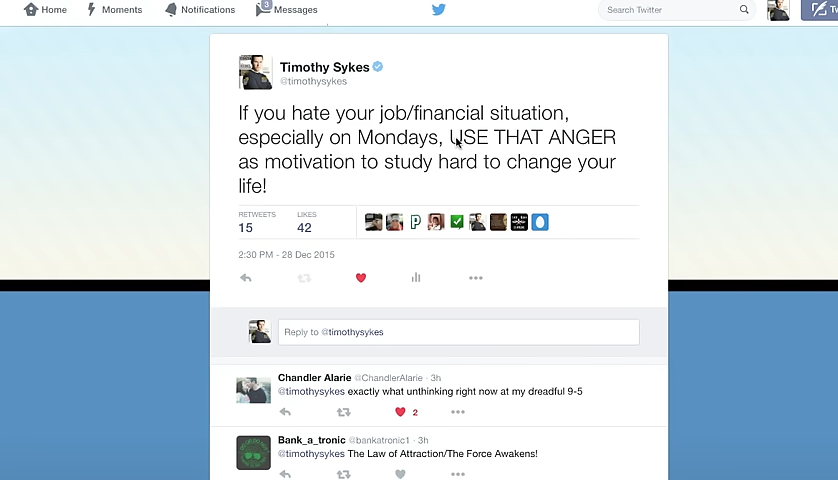 Home Moments Notifications 3 Messages Search Twitter
Timothy Sykes
@timothysykes
If you hate your job/financial situation,
especially on Mondays, USE THAT ANGER
as motivation to study hard to change your
life!
RETWEETS LIKES
15 42
2:30 PM - 28 Dec 2015
Reply to @timothysykes
Chandler Alarie @ChandlerAlarie · 3h
@timothysykes exactly what unthinking right now at my dreadful 9-5
2
Bank_a_tronic @bankatronic1 · 3h
@timothysykes The Law of Attraction/The Force Awakens!